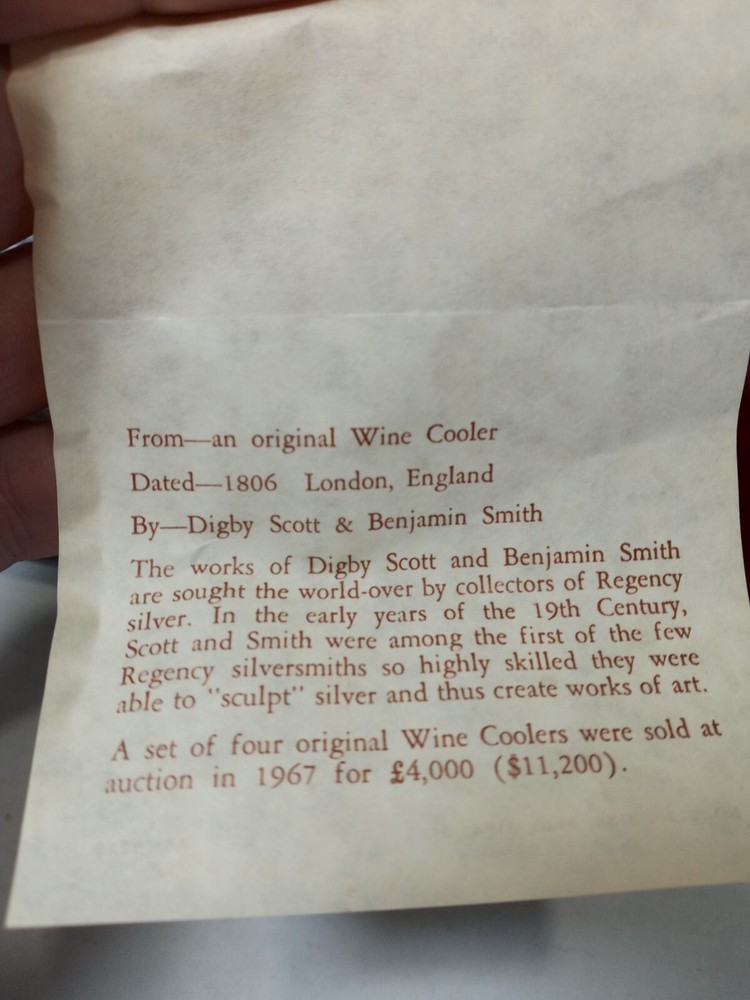 From—an original Wine Cooler
Dated—1806 London, England
By—Digby Scott & Benjamin Smith
The works of Digby Scott and Benjamin Smith
are sought the world-over by collectors of Regency
silver. In the early years of the 19th Century,
Scott and Smith were among the first of the few
Regency silversmiths so highly skilled they were
able to "sculpt" silver and thus create works of art.
A set of four original Wine Coolers were sold at
auction in 1967 for £4,000 ($11,200).